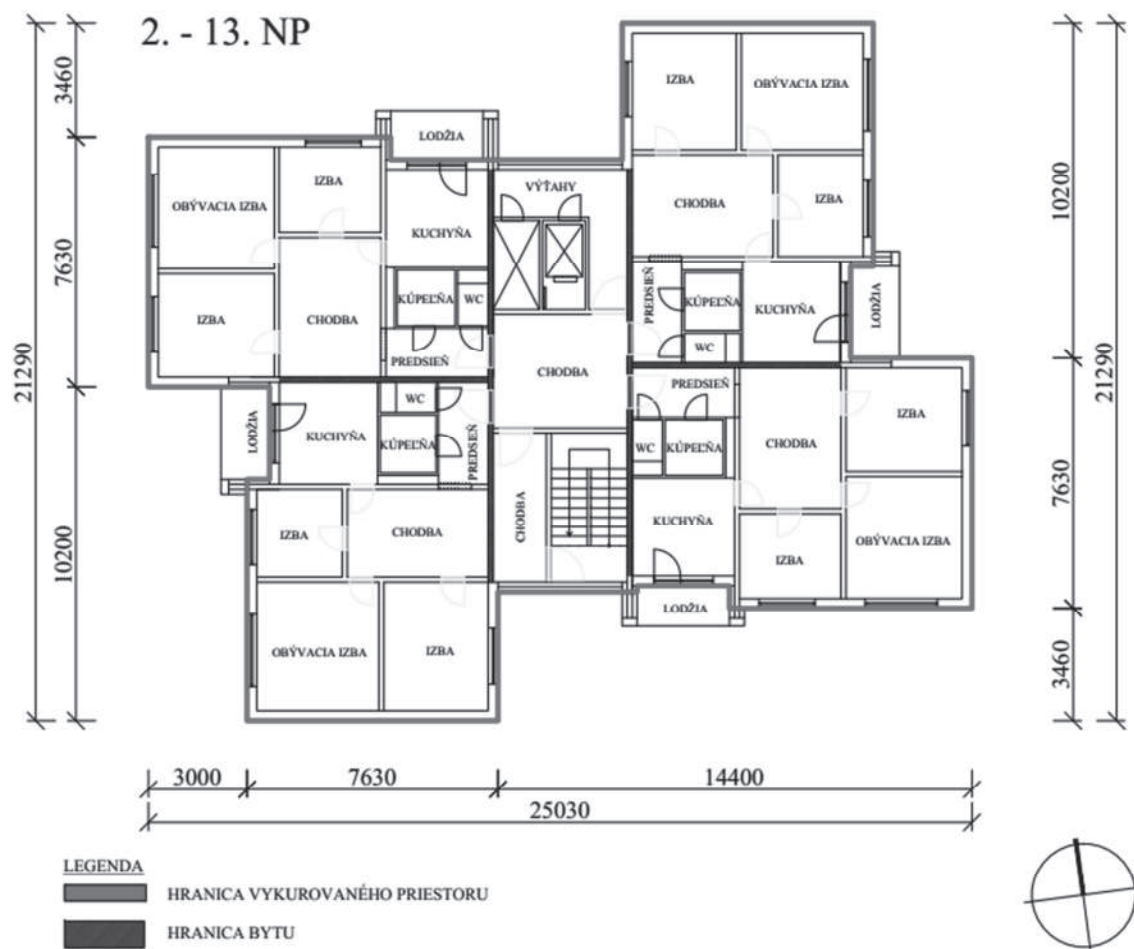 2. - 13. NP
3460
7630
10200
21290
10200
7630
3460
21290
IZBA
OBÝVACIA IZBA
CHODBA
IZBA
PREDSIEŇ
KÚPEĽŇA
WC
KUCHYŇA
LODŽIA
LODŽIA
OBÝVACIA IZBA
IZBA
KUCHYŇA
IZBA
CHODBA
KÚPEĽŇA
WC
PREDSIEŇ
VÝŤAHY
CHODBA
CHODBA
LODŽIA
KUCHYŇA
WC
KÚPEĽŇA
PREDSIEŇ
IZBA
CHODBA
OBÝVACIA IZBA
IZBA
PREDSIEŇ
WC
KÚPEĽŇA
CHODBA
IZBA
KUCHYŇA
IZBA
OBÝVACIA IZBA
LODŽIA
3000
7630
14400
25030
LEGENDA
HRANICA VYKUROVANÉHO PRIESTORU
HRANICA BYTU